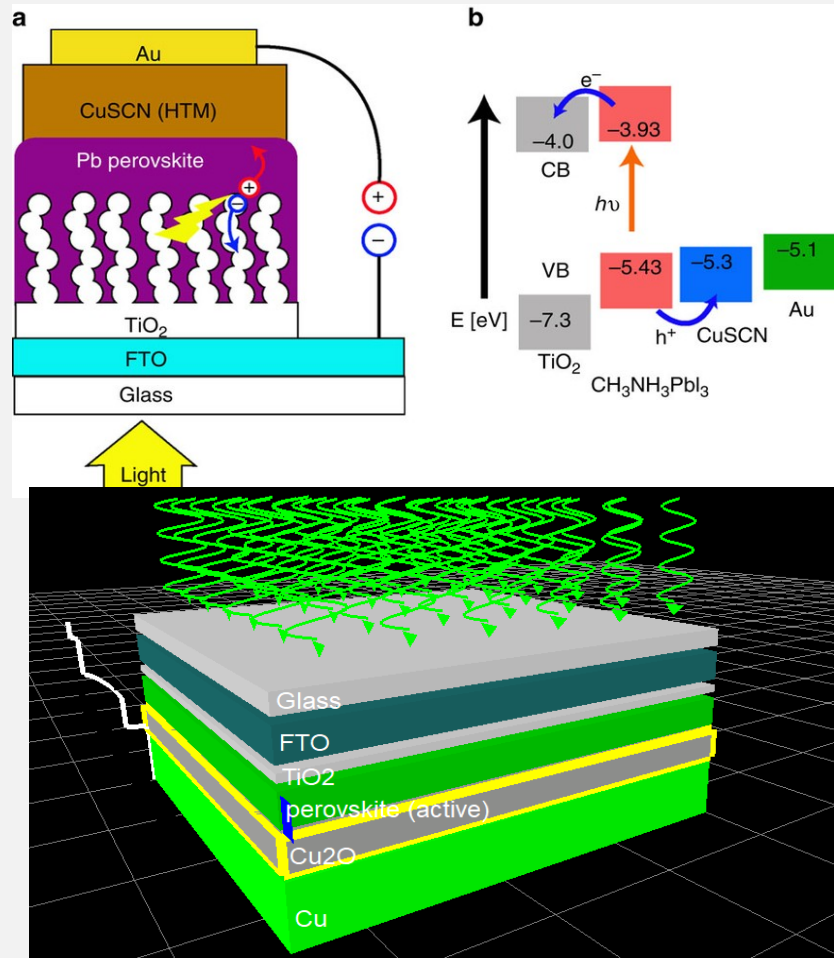 a
Au
CuSCN (HTM)
Pb perovskite
+
−
+
−
TiO₂
FTO
Glass
Light
b
e⁻
−4.0
−3.93
CB
hυ
VB
−5.43
−5.3
−5.1
E [eV]
−7.3
h⁺
CuSCN
Au
TiO₂
CH₃NH₃PbI₃
Glass
FTO
TiO2
perovskite (active)
Cu2O
Cu